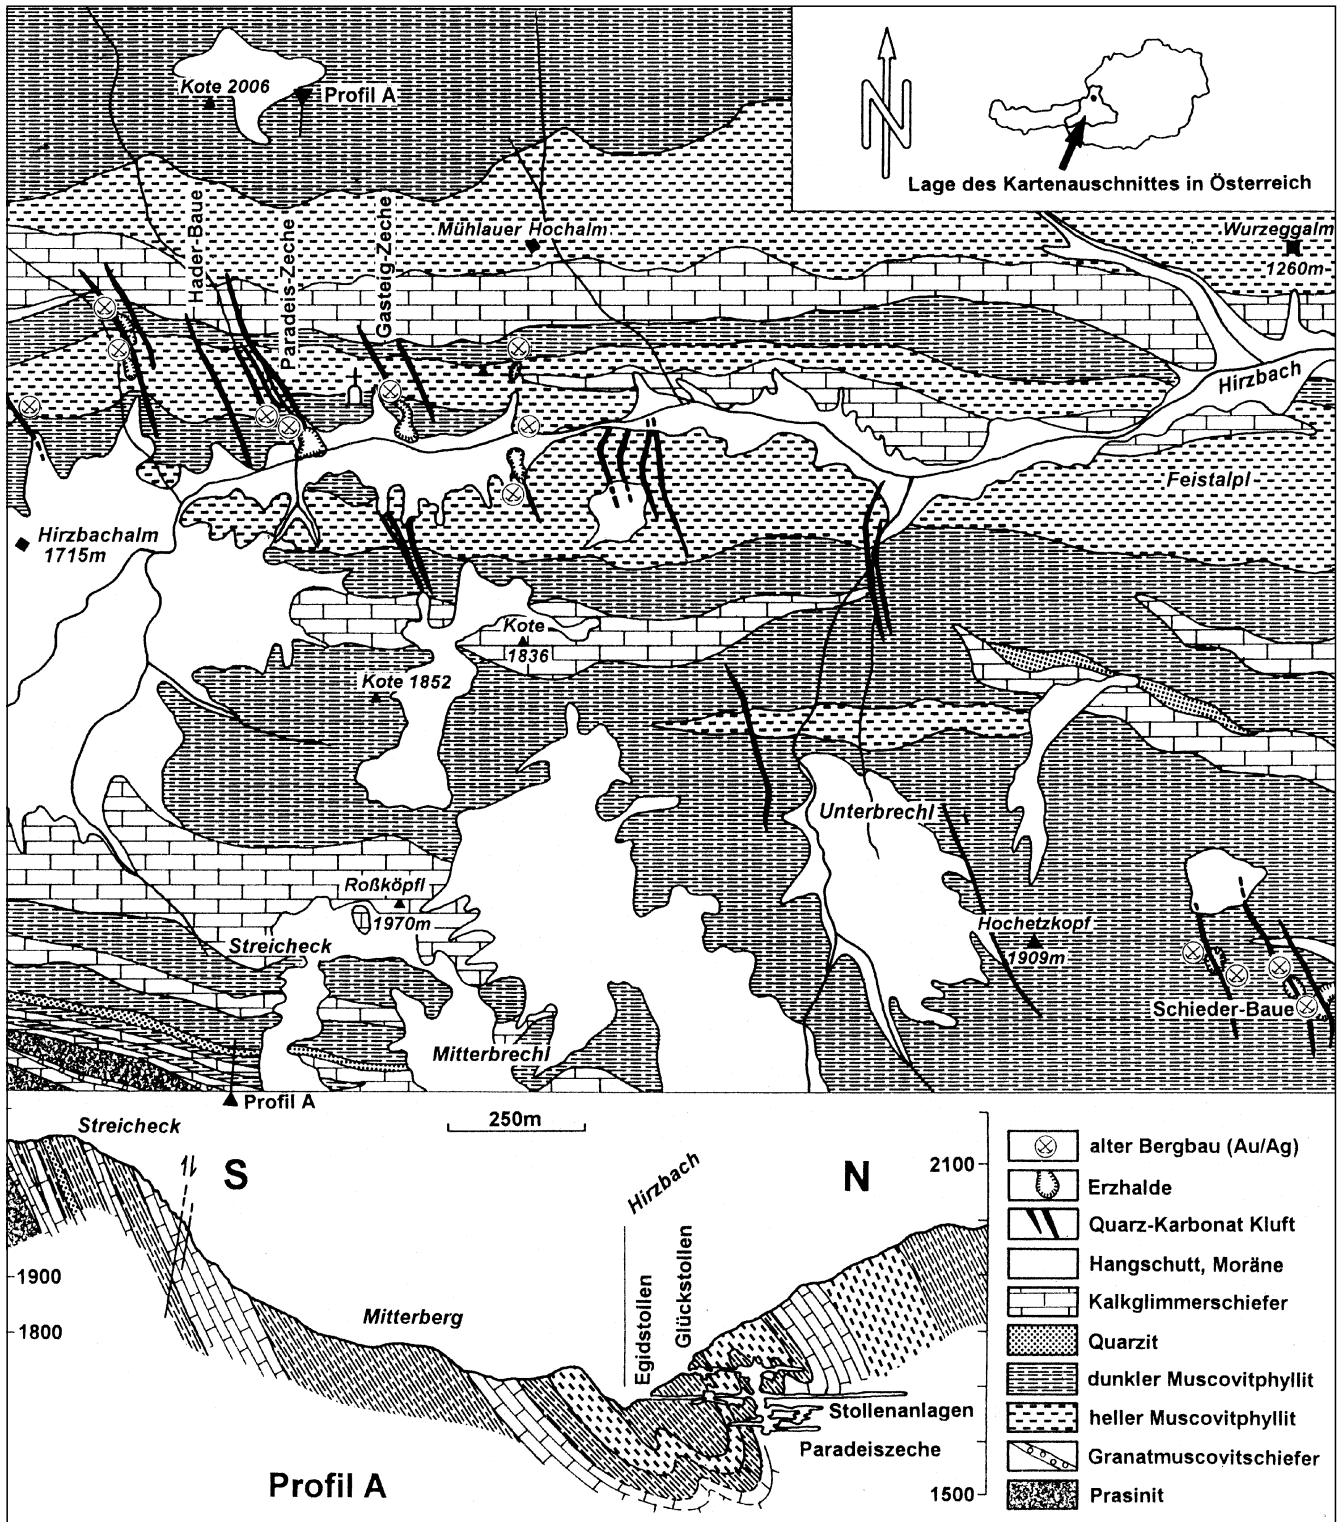 Kote 2006
Profil A
N
Lage des Kartenauschnittes in Österreich
Hader-Baue
Paradeis-Zeche
Gasteig-Zeche
Mühlauer Hochalm
Wurzeggalm
1260m
Hirzbach
Feistalpl
Hirzbachalm
1715m
Kote
1836
Kote 1852
Unterbrechl
Roßköpfl
1970m
Streicheck
Hochetzkopf
1909m
Schieder-Baue
Mitterbrechl
Profil A
250m
Streicheck
S
Hirzbach
N
2100
1900
1800
Mitterberg
Egidstollen
Glückstollen
Stollenanlagen
Paradeiszeche
1500
Profil A
alter Bergbau (Au/Ag)
Erzhalde
Quarz-Karbonat Kluft
Hangschutt, Moräne
Kalkglimmerschiefer
Quarzit
dunkler Muscovitphyllit
heller Muscovitphyllit
Granatmuscovitschiefer
Prasinit